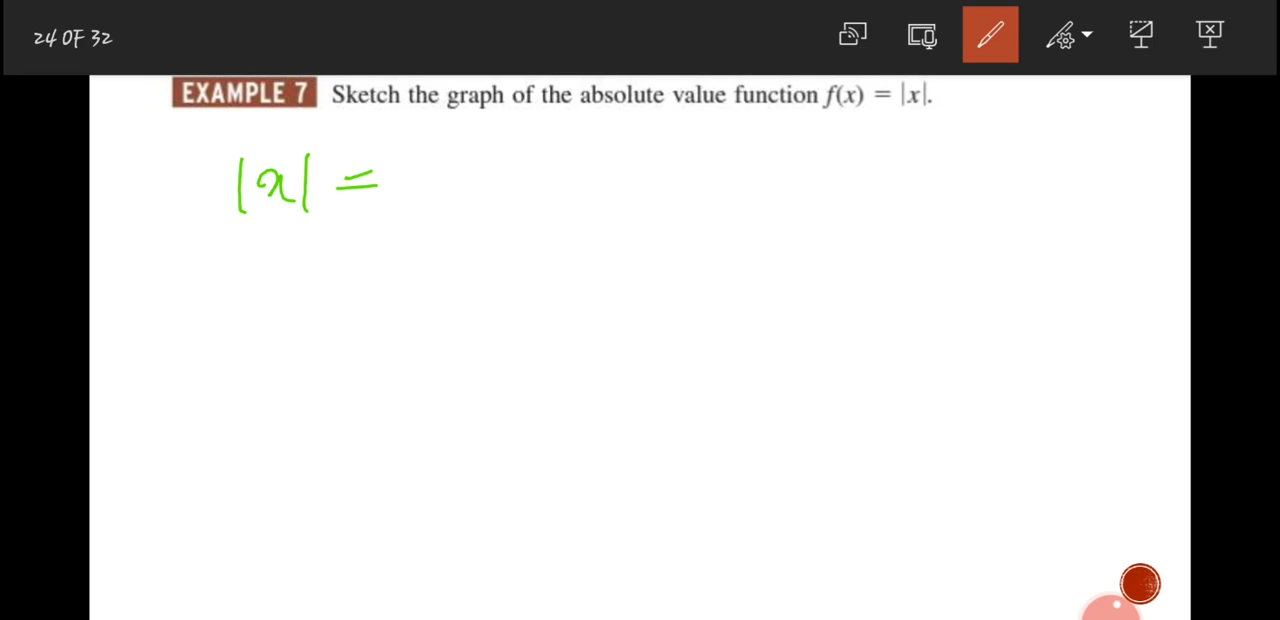 24 OF 32
EXAMPLE 7 Sketch the graph of the absolute value function f(x) = |x|.
|x| =